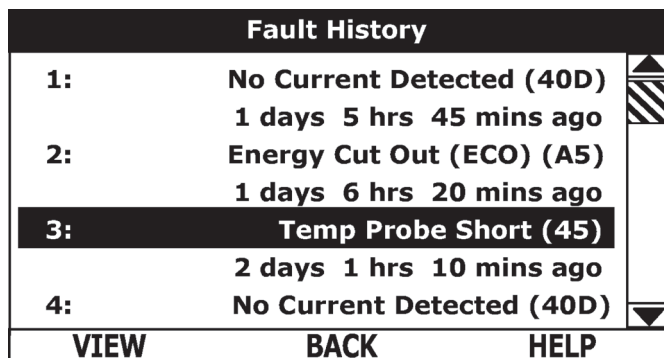 Fault History
1: No Current Detected (40D)
1 days 5 hrs 45 mins ago
2: Energy Cut Out (ECO) (A5)
1 days 6 hrs 20 mins ago
3: Temp Probe Short (45)
2 days 1 hrs 10 mins ago
4: No Current Detected (40D)
VIEW BACK HELP